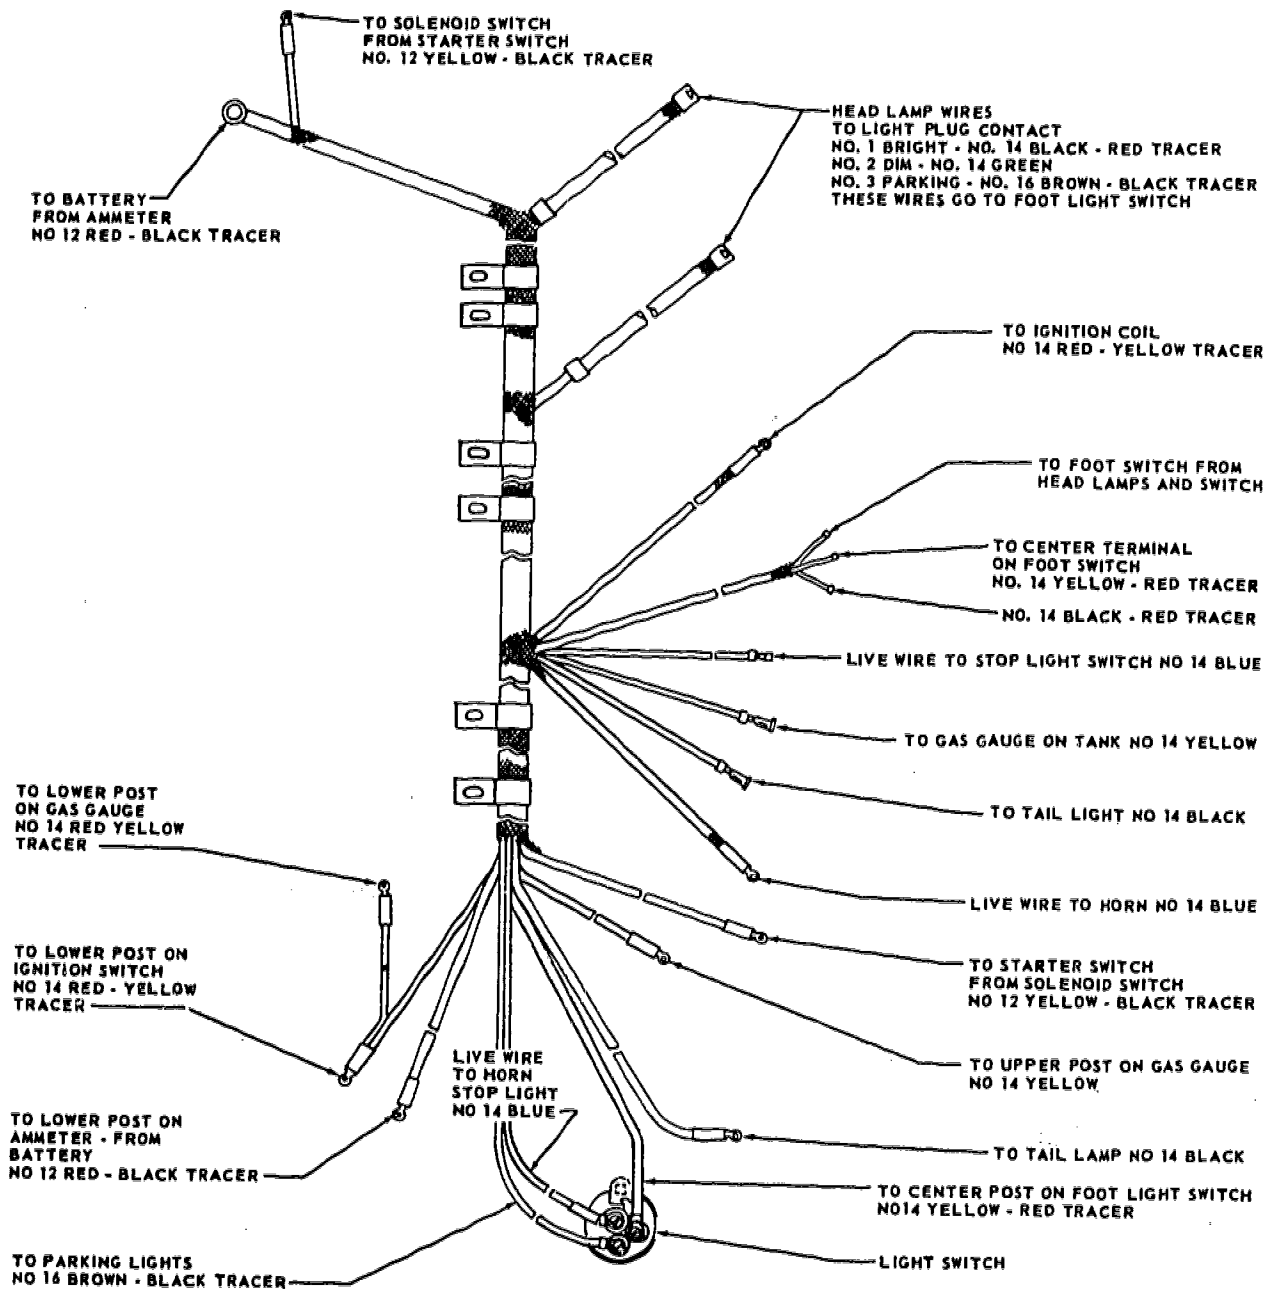 TO SOLENOID SWITCH
FROM STARTER SWITCH
NO. 12 YELLOW - BLACK TRACER
HEAD LAMP WIRES
TO LIGHT PLUG CONTACT
NO. 1 BRIGHT - NO. 14 BLACK - RED TRACER
NO. 2 DIM - NO. 14 GREEN
NO. 3 PARKING - NO. 16 BROWN - BLACK TRACER
THESE WIRES GO TO FOOT LIGHT SWITCH
TO BATTERY
FROM AMMETER
NO 12 RED - BLACK TRACER
TO IGNITION COIL
NO 14 RED - YELLOW TRACER
TO FOOT SWITCH FROM
HEAD LAMPS AND SWITCH
TO CENTER TERMINAL
ON FOOT SWITCH
NO. 14 YELLOW - RED TRACER
NO. 14 BLACK - RED TRACER
LIVE WIRE TO STOP LIGHT SWITCH NO 14 BLUE
TO GAS GAUGE ON TANK NO 14 YELLOW
TO TAIL LIGHT NO 14 BLACK
TO LOWER POST
ON GAS GAUGE
NO 14 RED YELLOW
TRACER
LIVE WIRE TO HORN NO 14 BLUE
TO LOWER POST ON
IGNITION SWITCH
NO 14 RED - YELLOW
TRACER
TO STARTER SWITCH
FROM SOLENOID SWITCH
NO 12 YELLOW - BLACK TRACER
LIVE WIRE
TO HORN
STOP LIGHT
NO 14 BLUE
TO UPPER POST ON GAS GAUGE
NO 14 YELLOW
TO LOWER POST ON
AMMETER - FROM
BATTERY
NO 12 RED - BLACK TRACER
TO TAIL LAMP NO 14 BLACK
TO CENTER POST ON FOOT LIGHT SWITCH
NO14 YELLOW - RED TRACER
LIGHT SWITCH
TO PARKING LIGHTS
NO 16 BROWN - BLACK TRACER